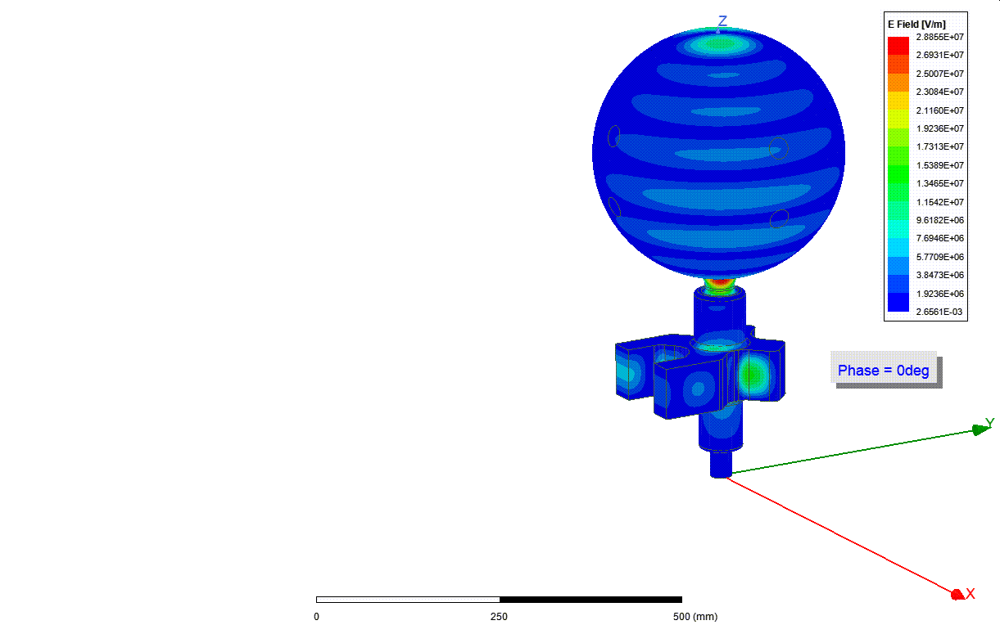 Z
E Field [V/m]
2.8855E+07
2.6931E+07
2.5007E+07
2.3084E+07
2.1160E+07
1.9236E+07
1.7313E+07
1.5389E+07
1.3465E+07
1.1542E+07
9.6182E+06
7.6946E+06
5.7709E+06
3.8473E+06
1.9236E+06
2.6561E-03
Phase = 0deg
Y
X
0 250 500 (mm)